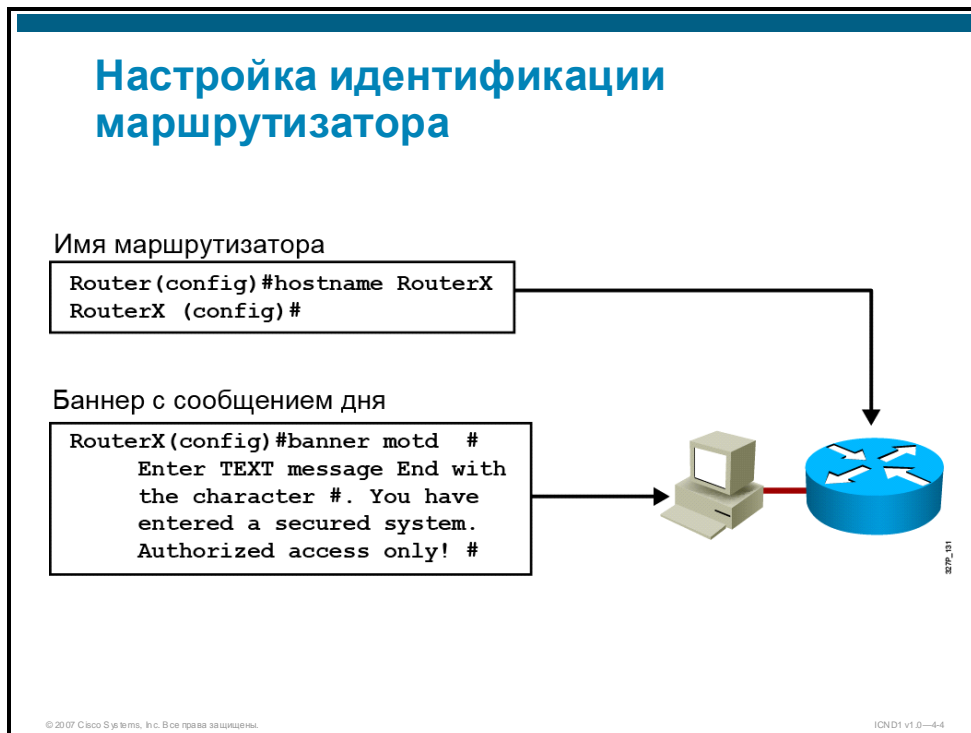 Настройка идентификации
маршрутизатора
Имя маршрутизатора
Router(config)#hostname RouterX
RouterX (config)#
Баннер с сообщением дня
RouterX(config)#banner motd  #
Enter TEXT message End with
the character #. You have
entered a secured system.
Authorized access only! #
327P_131
© 2007 Cisco Systems, Inc. Все права защищены.
ICND1 v1.0—4-4